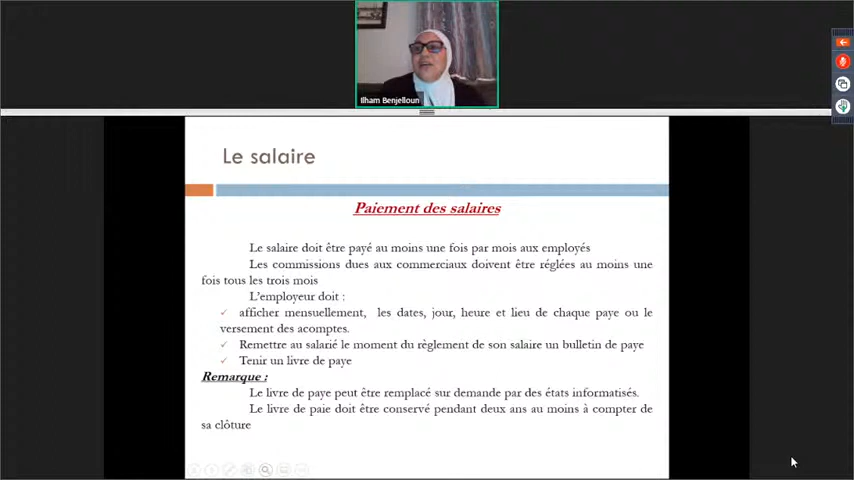 Ilham Benjelloun
Le salaire
Paiement des salaires
Le salaire doit être payé au moins une fois par mois aux employés
Les commissions dues aux commerciaux doivent être réglées au moins une
fois tous les trois mois
L'employeur doit :
✓ afficher mensuellement, les dates, jour, heure et lieu de chaque paye ou le
versement des acomptes.
✓ Remettre au salarié le moment du règlement de son salaire un bulletin de paye
✓ Tenir un livre de paye
Remarque :
Le livre de paye peut être remplacé sur demande par des états informatisés.
Le livre de paie doit être conservé pendant deux ans au moins à compter de
sa clôture